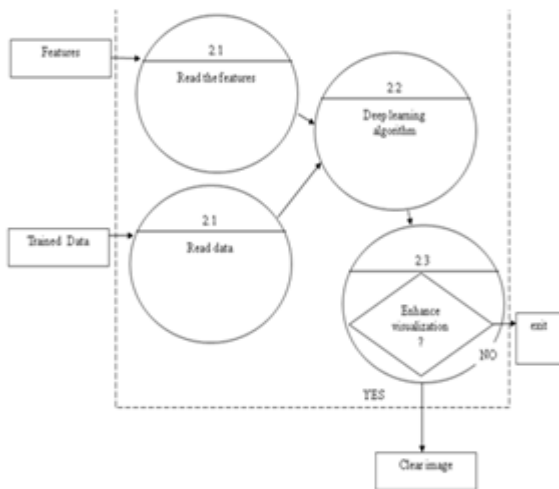 Features
2.1
Read the features
2.2
Deep learning
algorithm
Trained Data
2.1
Read data
2.3
Enhance
visualization
?
exit
NO
YES
Clear image